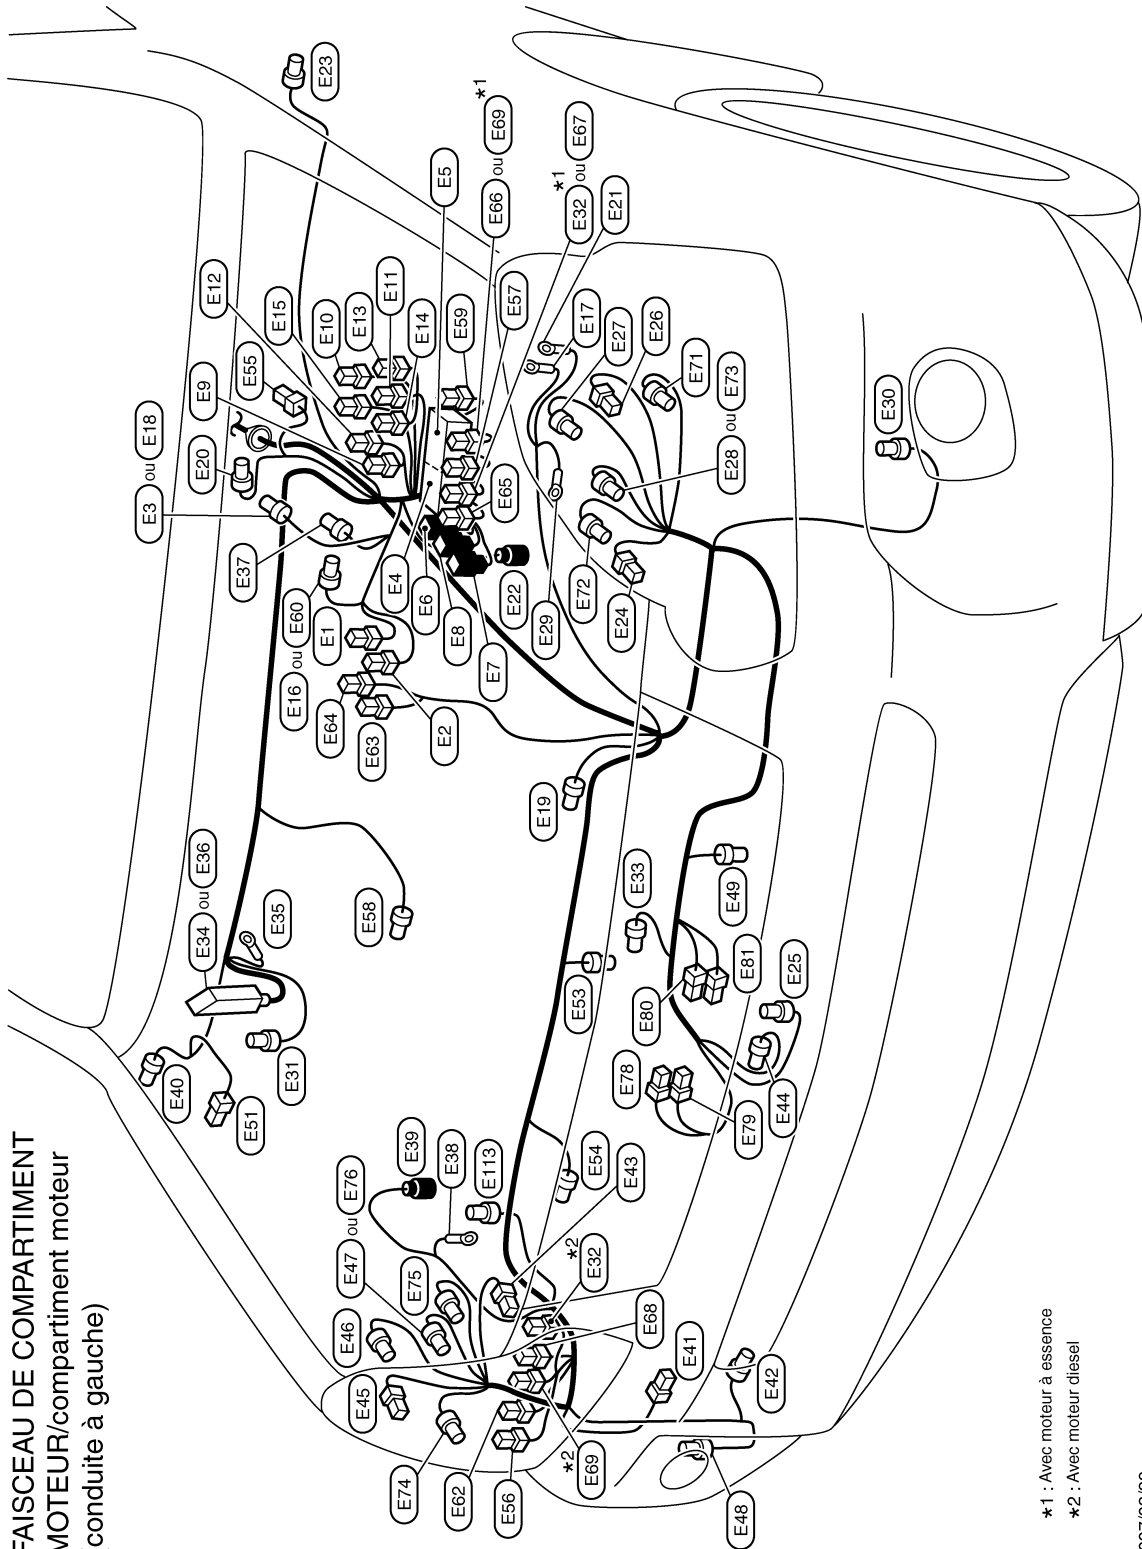 FAISCEAU DE COMPARTIMENT
MOTEUR/compartiment moteur
conduite à gauche)
E23
E12
E15
E10
E13
E11
E14
E5
E66 ou E69 *1
E32 *1 ou E67
E21
E59
E57
E17
E27
E26
E71
E28 ou E73
E30
E55
E9
E20
E3 ou E18
E37
E60
E16 ou
E1
E64
E63
E2
E4
E6
E8
E7
E22
E65
E29
E72
E24
E19
E34 ou E36
E35
E58
E33
E49
E53
E80
E81
E25
E40
E51
E31
E78
E79
E44
E39
E38
E113
E54
E43
E47 ou E76
E75
E46
E45
*2
E32
E68
E41
E42
E74
E62
E56
*2
E69
E48
*1 : Avec moteur à essence
*2 : Avec moteur diesel